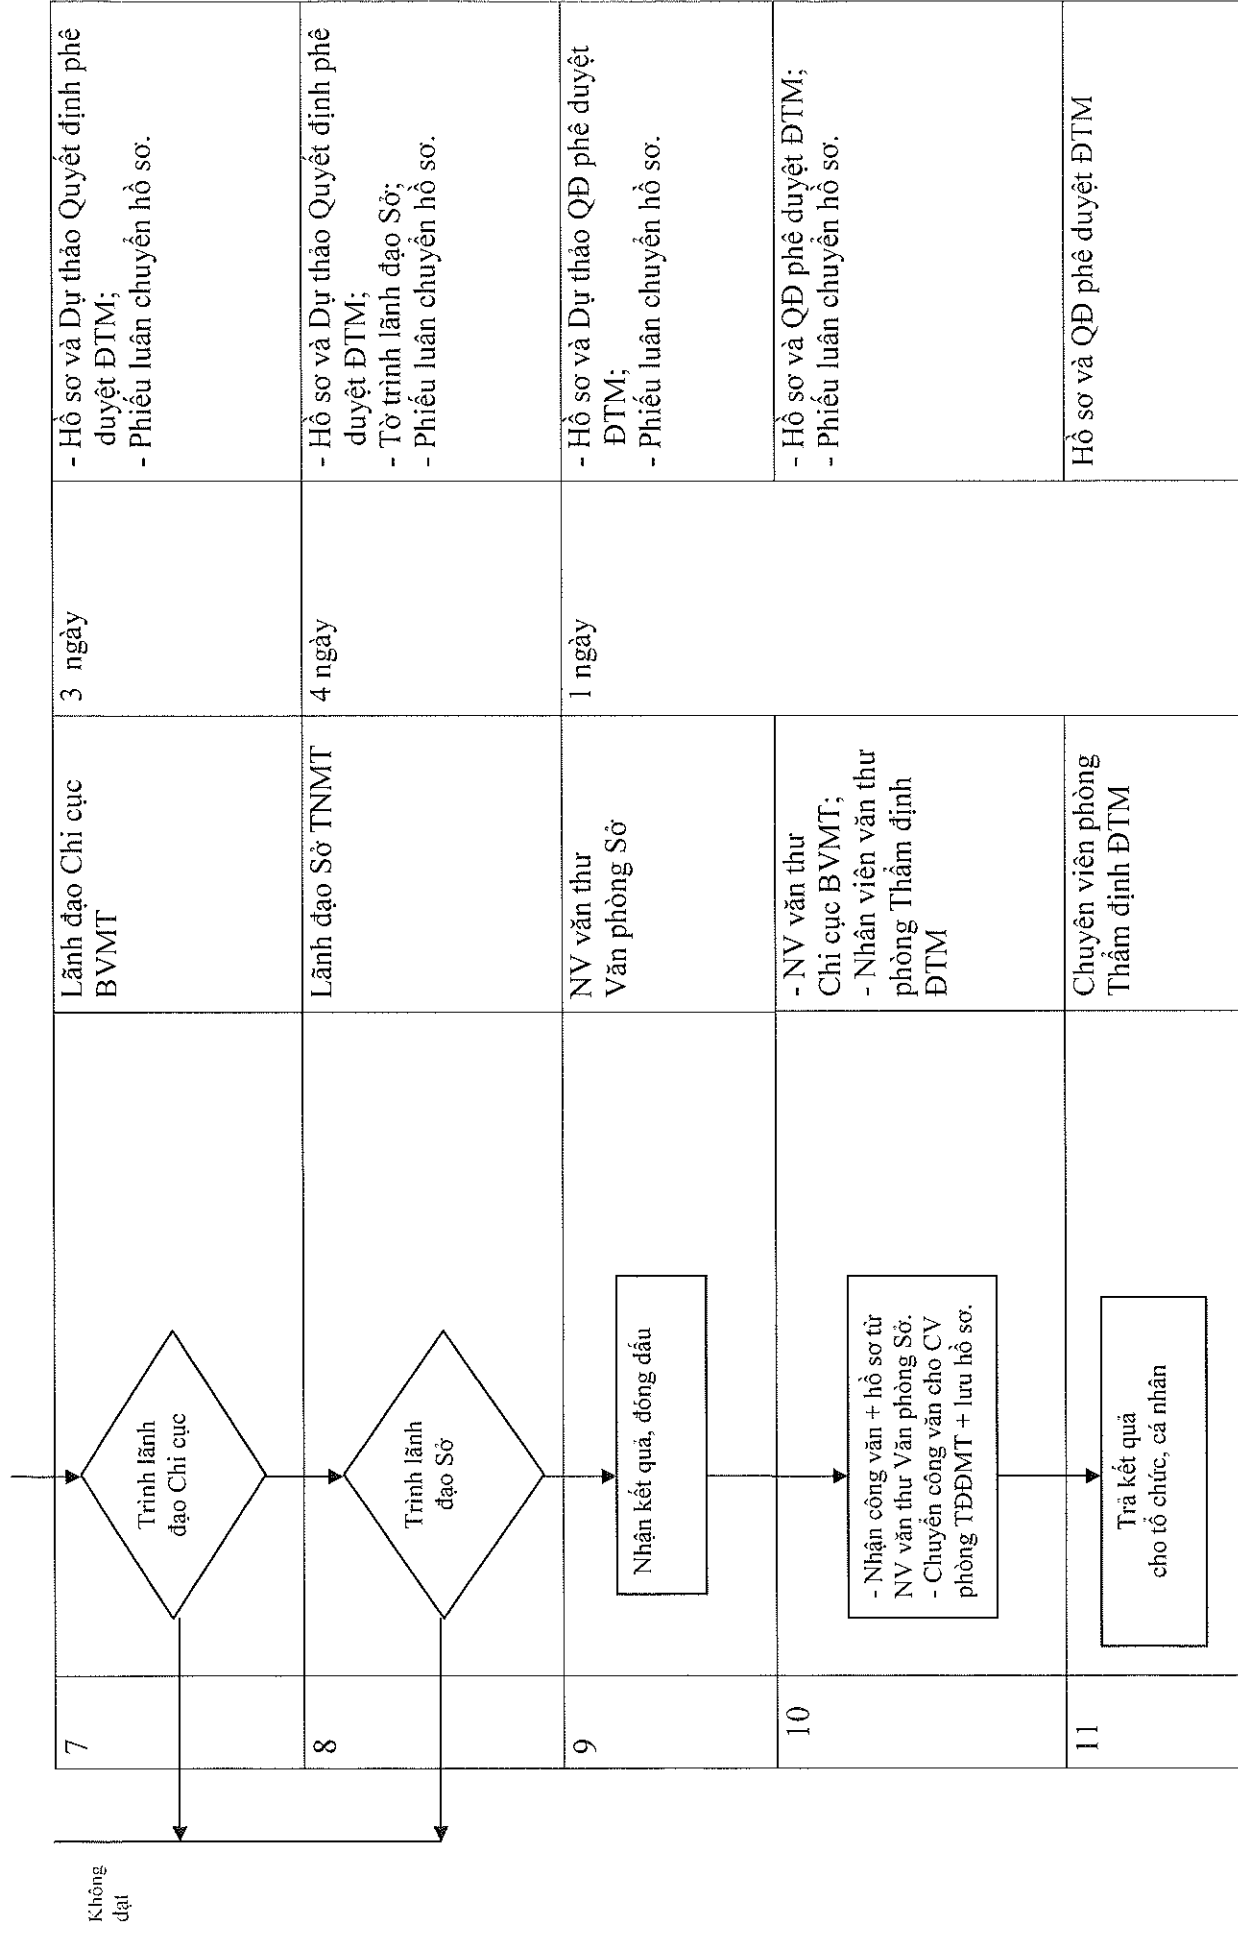 Không
đạt
7
Trình lãnh
đạo Chi cục
Lãnh đạo Chi cục
BVMT
3 ngày
- Hồ sơ và Dự thảo Quyết định phê
duyệt ĐTM;
- Phiếu luân chuyển hồ sơ.
8
Trình lãnh
đạo Sở
Lãnh đạo Sở TNMT
4 ngày
- Hồ sơ và Dự thảo Quyết định phê
duyệt ĐTM;
- Tờ trình lãnh đạo Sở;
- Phiếu luân chuyển hồ sơ.
9
Nhận kết quả, đóng dấu
NV văn thư
Văn phòng Sở
1 ngày
- Hồ sơ và Dự thảo QĐ phê duyệt
ĐTM;
- Phiếu luân chuyển hồ sơ.
10
- Nhận công văn + hồ sơ từ
NV văn thư Văn phòng Sở.
- Chuyển công văn cho CV
phòng TĐĐMT + lưu hồ sơ.
- NV văn thư
Chi cục BVMT;
- Nhân viên văn thư
phòng Thẩm định
ĐTM
- Hồ sơ và QĐ phê duyệt ĐTM;
- Phiếu luân chuyển hồ sơ.
11
Trả kết quả
cho tổ chức, cá nhân
Chuyên viên phòng
Thẩm định ĐTM
Hồ sơ và QĐ phê duyệt ĐTM